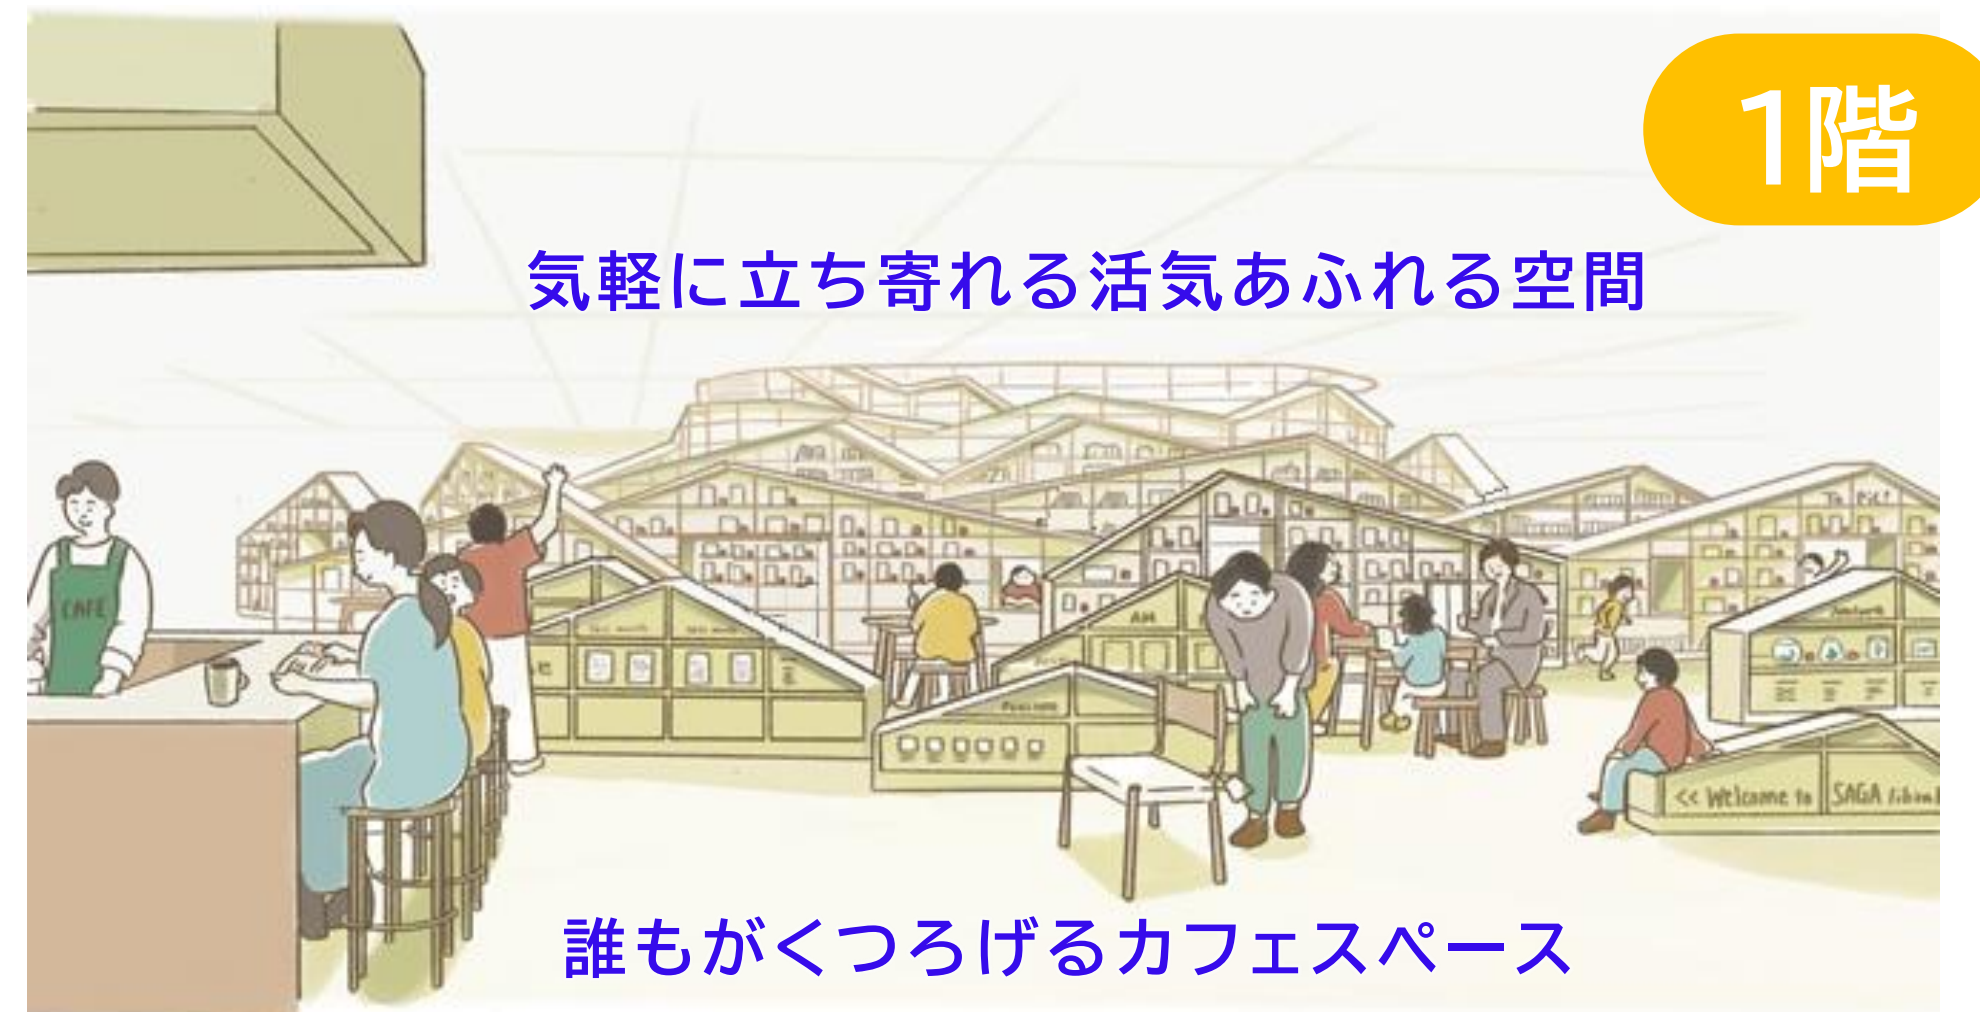 1階
気軽に立ち寄れる活気あふれる空間
CAFE
<< Welcome to SAGA
誰もがくつろげるカフェスペース